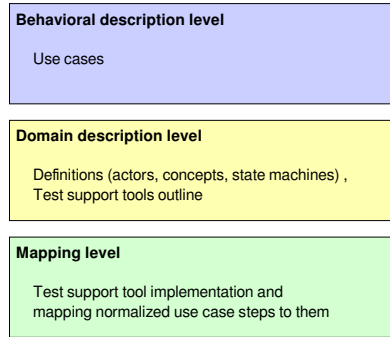 Behavioral description level
Use cases
Domain description level
Definitions (actors, concepts, state machines) ,
Test support tools outline
Mapping level
Test support tool implementation and
mapping normalized use case steps to them